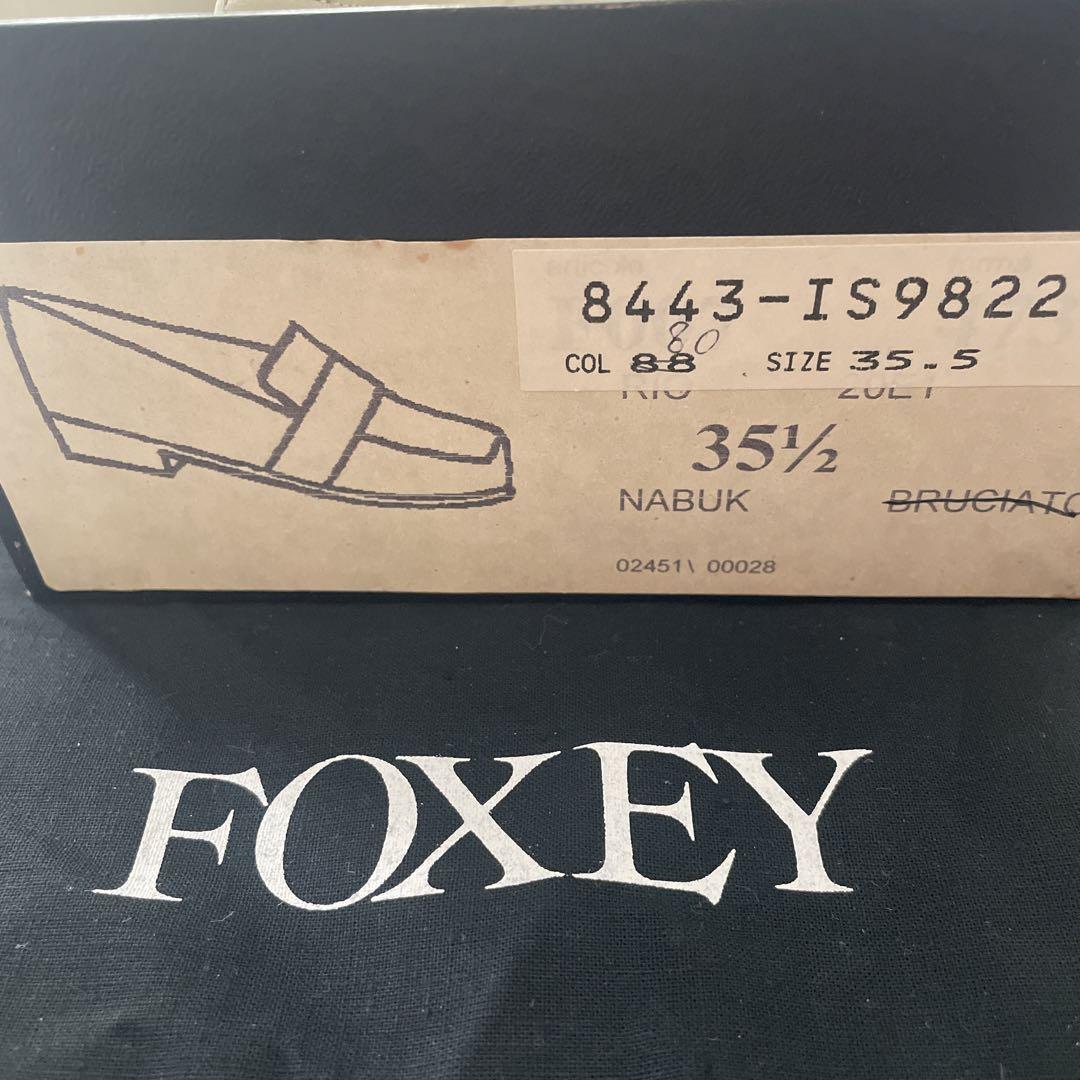 8443-IS9822
80
COL 88 SIZE 35.5
35½
NABUK BRUCIATO
02451\ 00028
FOXEY